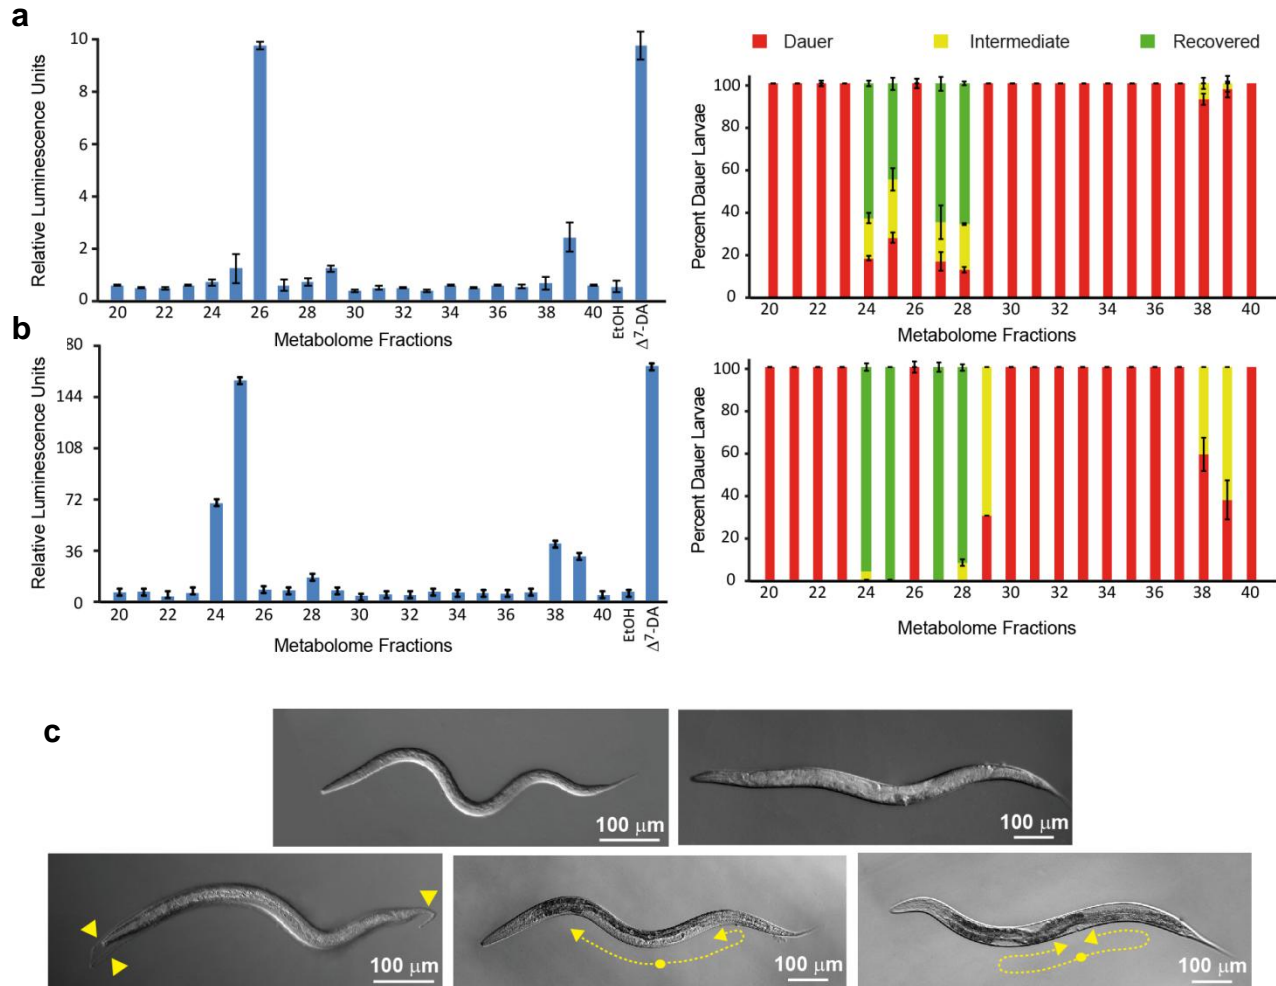 a
Relative Luminescence Units
10
8
6
4
2
0
20 22 24 26 28 30 32 34 36 38 40 EtOH Δ7-DA
Metabolome Fractions
Dauer Intermediate Recovered
Percent Dauer Larvae
100
80
60
40
20
0
20 22 24 26 28 30 32 34 36 38 40
Metabolome Fractions
b
Relative Luminescence Units
80
144
108
72
36
0
20 22 24 26 28 30 32 34 36 38 40 EtOH Δ7-DA
Metabolome Fractions
Percent Dauer Larvae
100
80
60
40
20
0
20 22 24 26 28 30 32 34 36 38 40
Metabolome Fractions
c
100 μm
100 μm
100 μm
100 μm
100 μm